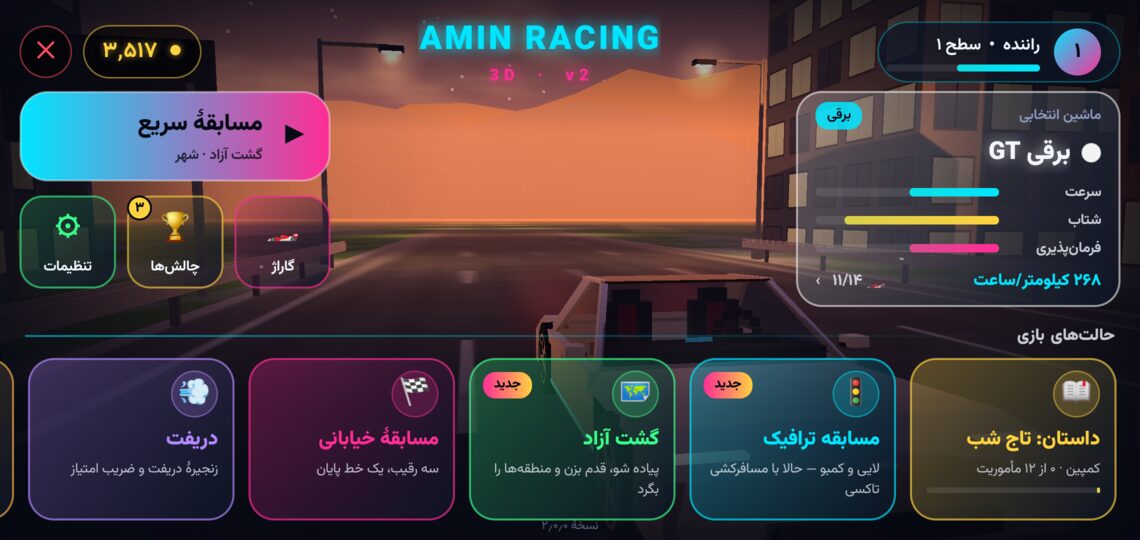 AMIN RACING
3D · v2
۳,۵۱۷
راننده • سطح ۱
۱
مسابقهٔ سریع
گشت آزاد · شهر
ماشین انتخابی
برقی
برقی GT
سرعت
شتاب
فرمان‌پذیری
۲۶۸ کیلومتر/ساعت
۱۱/۱۴ ‹
گاراژ
۳
چالش‌ها
تنظیمات
حالت‌های بازی
داستان: تاج شب
کمپین · ۰ از ۱۲ مأموریت
جدید
مسابقه ترافیک
لایی و کمبو — حالا با مسافرکشی
تاکسی
جدید
گشت آزاد
پیاده شو، قدم بزن و منطقه‌ها را
بگرد
مسابقهٔ خیابانی
سه رقیب، یک خط پایان
دریفت
زنجیرهٔ دریفت و ضریب امتیاز
نسخهٔ ۲٫۰٫۰